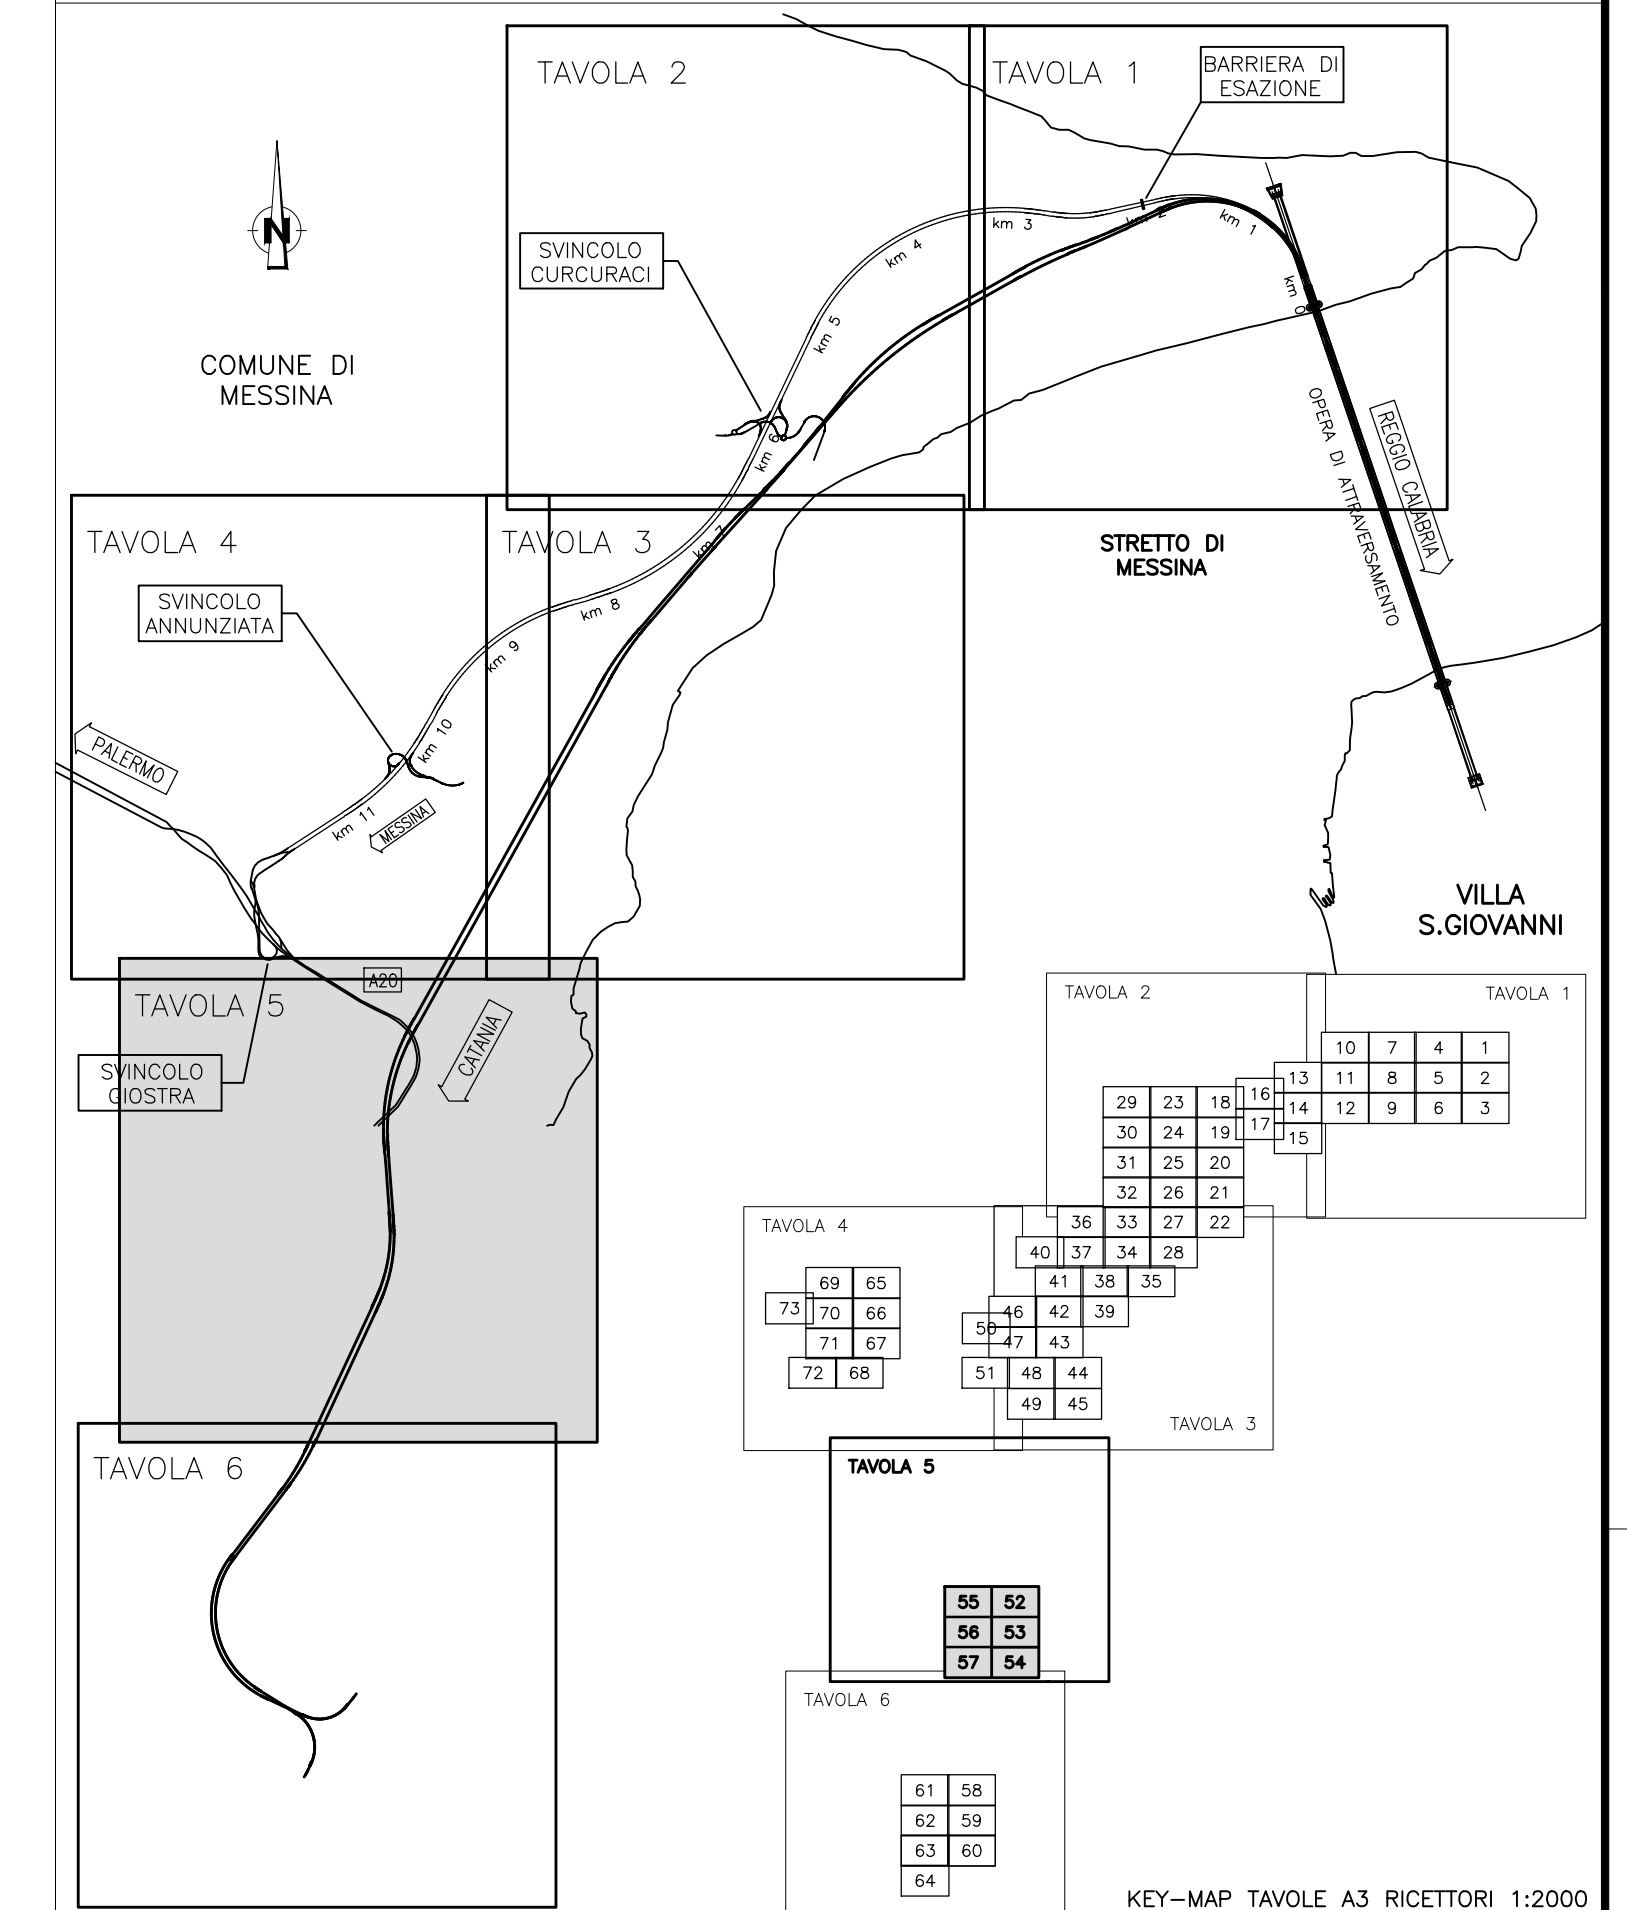 TAVOLA 2
TAVOLA 1
BARRIERA DI
ESAZIONE
N
SVINCOLO
CURCURACI
COMUNE DI
MESSINA
km 0
km 1
km 2
km 3
km 4
km 5
km 6
km 7
km 8
km 9
km 10
km 11
OPERA DI ATTRAVERSAMENTO
REGGIO CALABRIA
TAVOLA 4
TAVOLA 3
STRETTO DI
MESSINA
SVINCOLO
ANNUNZIATA
PALERMO
MESSINA
VILLA
S.GIOVANNI
A20
TAVOLA 5
CATANIA
SVINCOLO
GIOSTRA
TAVOLA 6
TAVOLA 2
TAVOLA 1
10 7 4 1
13 11 8 5 2
14 12 9 6 3
15
16
17
29 23 18
30 24 19
31 25 20
32 26 21
36 33 27 22
40 37 34 28
41 38 35
46 42 39
50 47 43
51 48 44
49 45
TAVOLA 3
TAVOLA 4
69 65
73 70 66
71 67
72 68
TAVOLA 5
55 52
56 53
57 54
TAVOLA 6
61 58
62 59
63 60
64
KEY-MAP TAVOLE A3 RICETTORI 1:2000